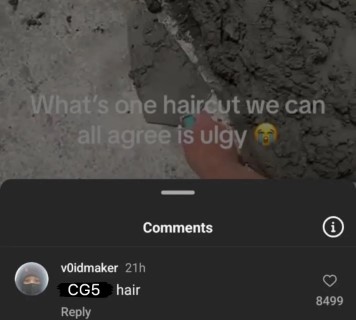 What's one haircut we can
all agree is ulgy 😭
Comments
v0idmaker 21h
CG5 hair
8499
Reply